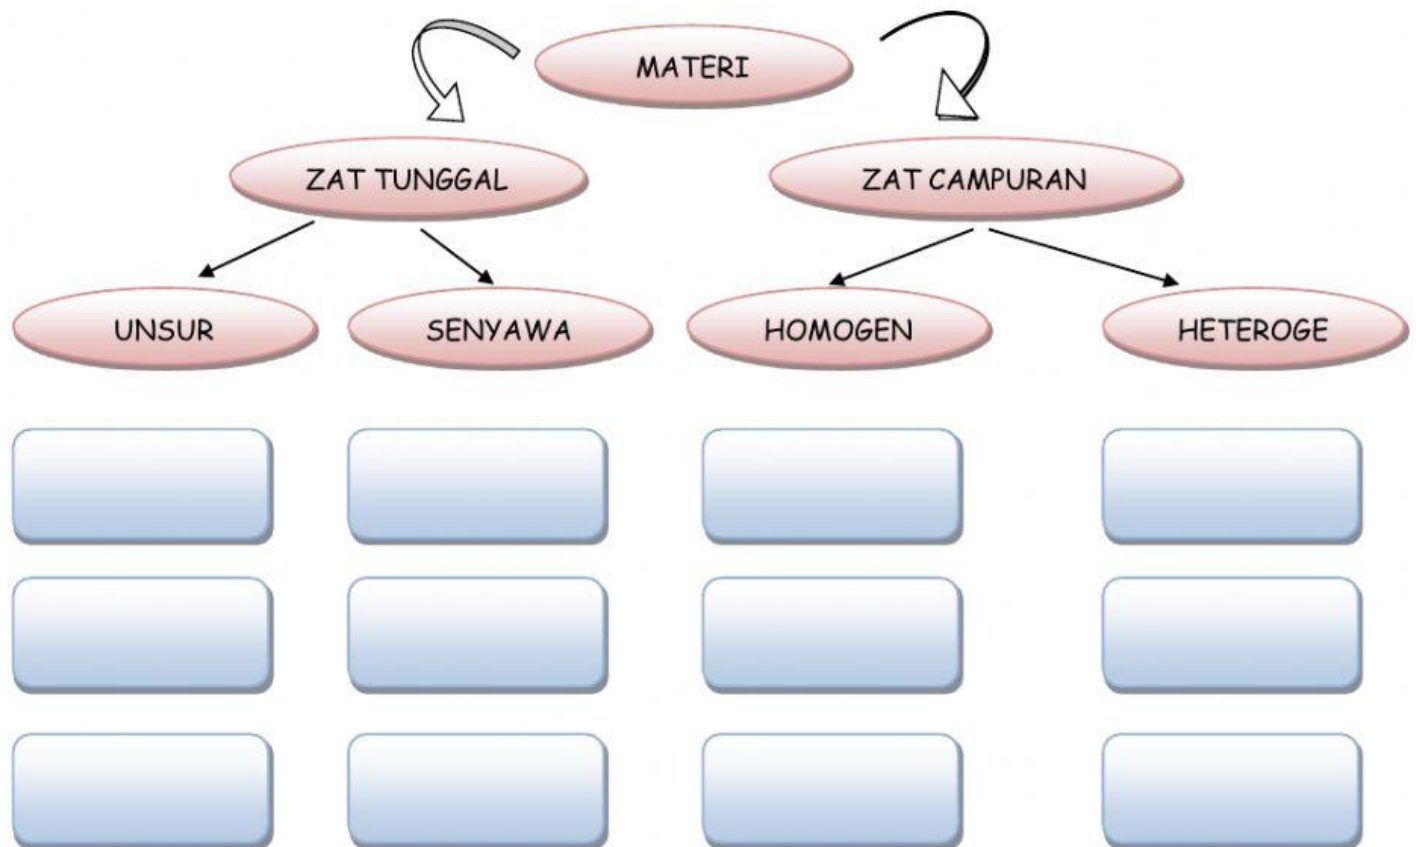 MATERI
ZAT TUNGGAL
ZAT CAMPURAN
UNSUR
SENYAWA
HOMOGEN
HETEROGE